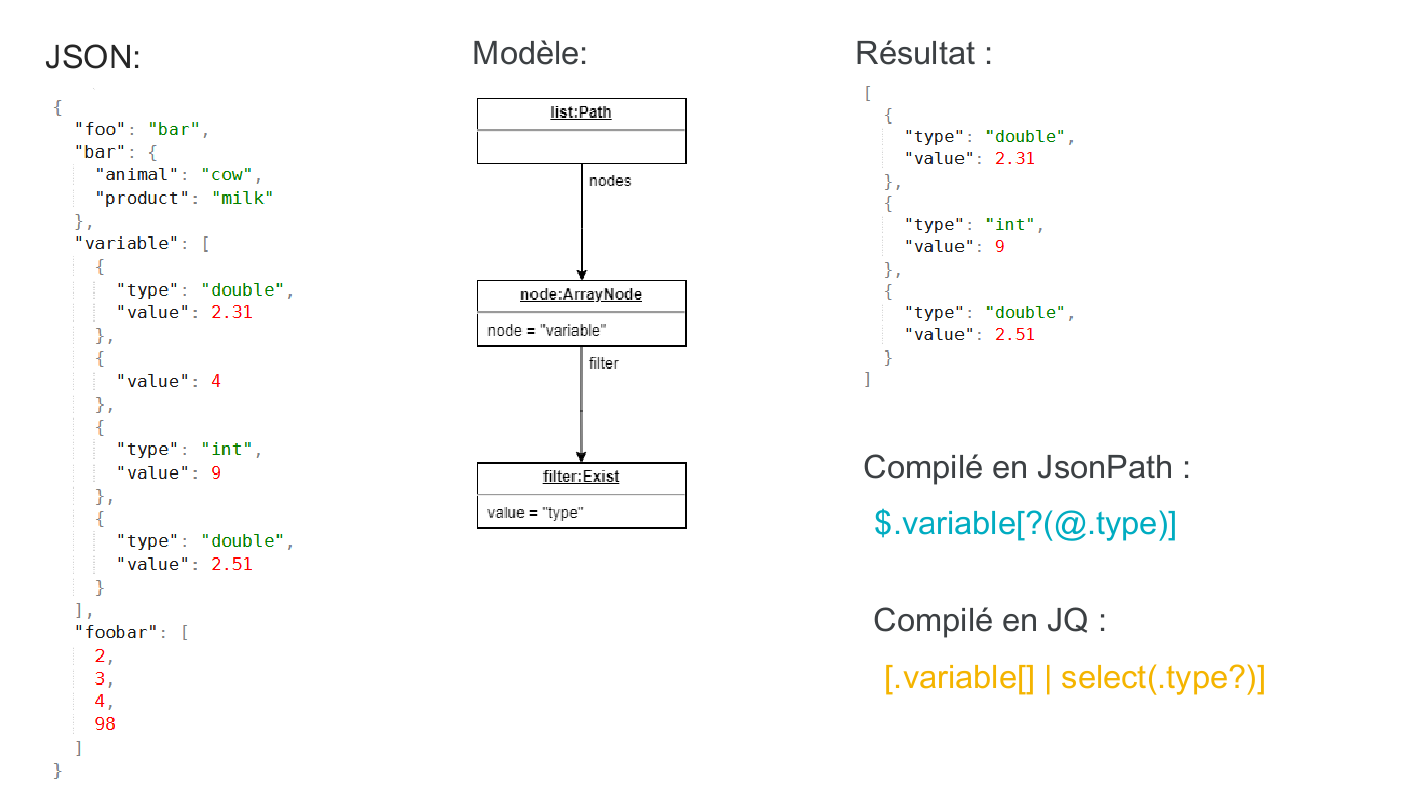 JSON:
{
"foo": "bar",
"bar": {
"animal": "cow",
"product": "milk"
},
"variable": [
{
"type": "double",
"value": 2.31
},
{
"value": 4
},
{
"type": "int",
"value": 9
},
{
"type": "double",
"value": 2.51
}
],
"foobar": [
2,
3,
4,
98
]
}
Modèle:
list:Path
nodes
node:ArrayNode
node = "variable"
filter
filter:Exist
value = "type"
Résultat :
[
{
"type": "double",
"value": 2.31
},
{
"type": "int",
"value": 9
},
{
"type": "double",
"value": 2.51
}
]
Compilé en JsonPath :
$.variable[?(@.type)]
Compilé en JQ :
[.variable[] | select(.type?)]